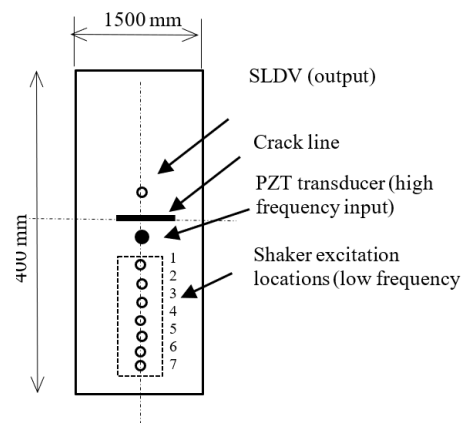 1500 mm
SLDV (output)
Crack line
PZT transducer (high
frequency input)
Shaker excitation
locations (low frequency
400 mm
1
2
3
4
5
6
7